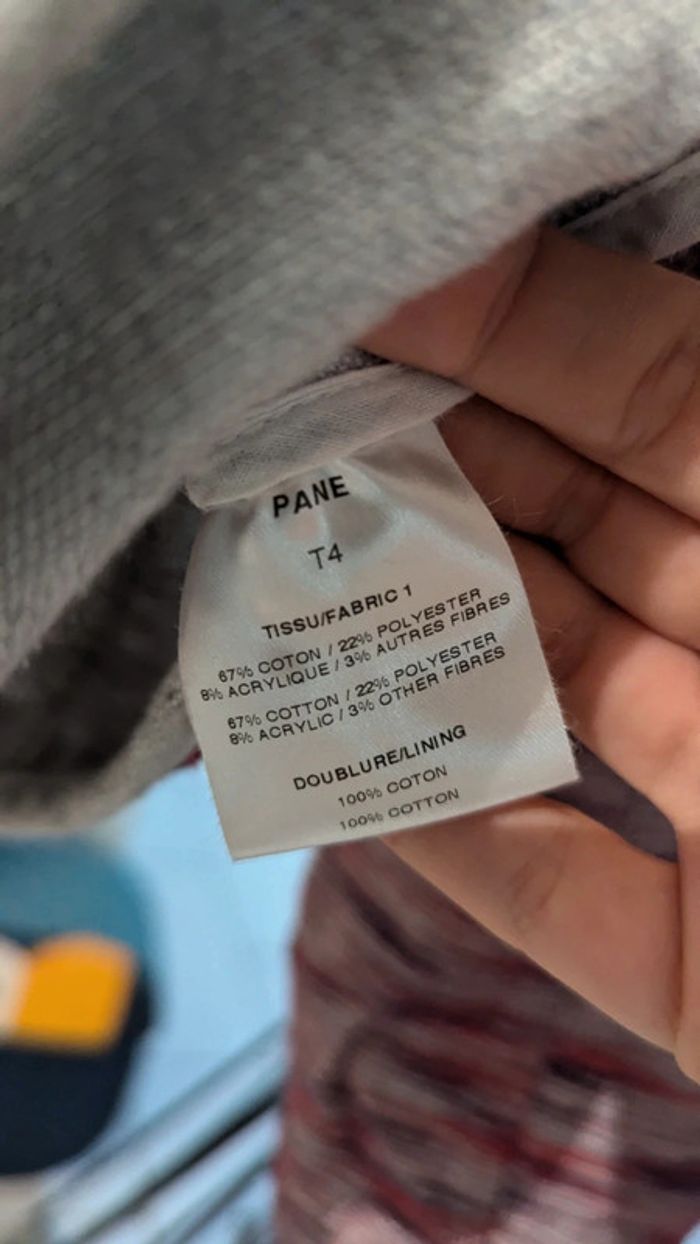 PANE
T4
TISSU/FABRIC 1
67% COTON / 22% POLYESTER
8% ACRYLIQUE / 3% AUTRES FIBRES
67% COTTON / 22% POLYESTER
8% ACRYLIC / 3% OTHER FIBRES
DOUBLURE/LINING
100% COTON
100% COTTON